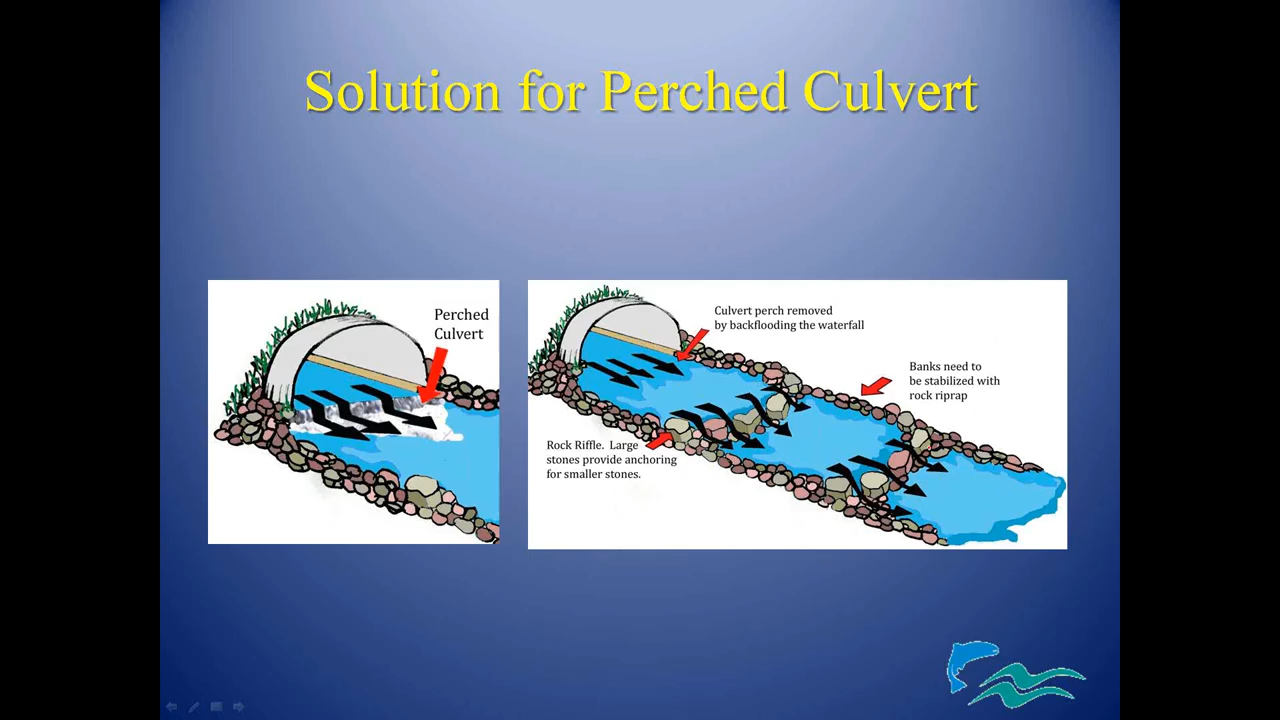 Solution for Perched Culvert
Perched
Culvert
Culvert perch removed
by backflooding the waterfall
Banks need to
be stabilized with
rock riprap
Rock Riffle. Large
stones provide anchoring
for smaller stones.